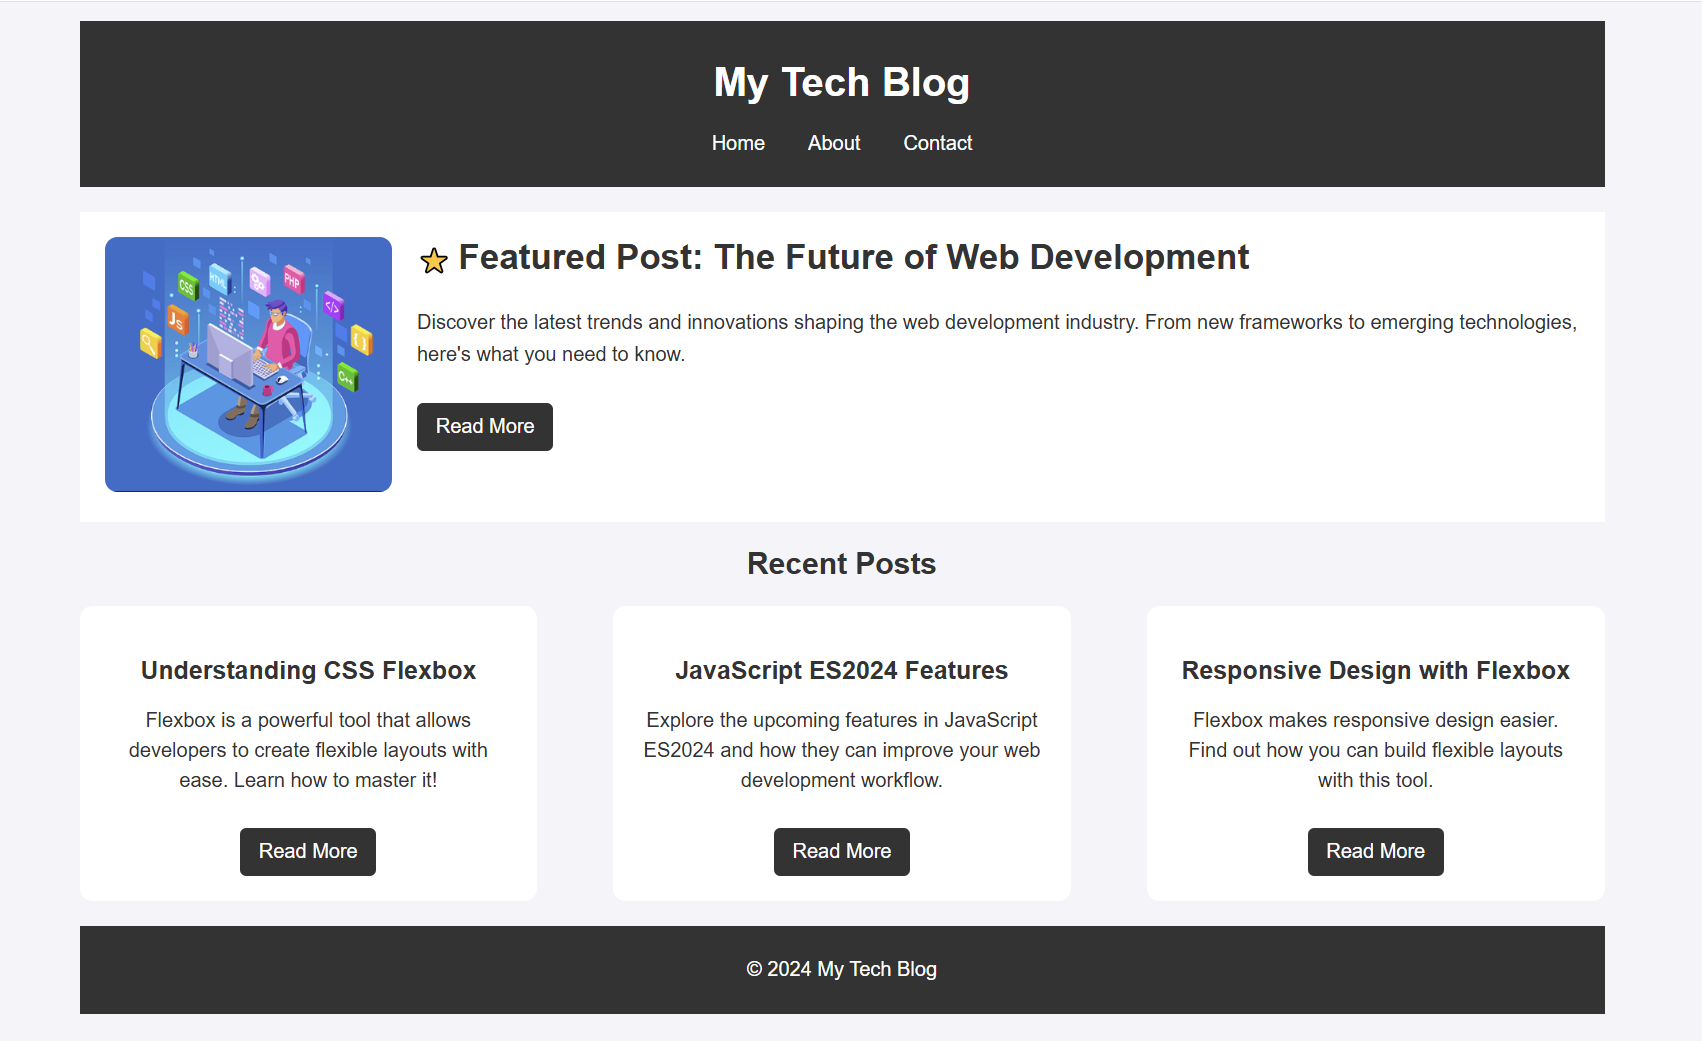 My Tech Blog
Home About Contact
CSS
HTML
PHP
</>
Js
{ }
C++
⭐ Featured Post: The Future of Web Development
Discover the latest trends and innovations shaping the web development industry. From new frameworks to emerging technologies,
here's what you need to know.
Read More
Recent Posts
Understanding CSS Flexbox
Flexbox is a powerful tool that allows
developers to create flexible layouts with
ease. Learn how to master it!
Read More
JavaScript ES2024 Features
Explore the upcoming features in JavaScript
ES2024 and how they can improve your web
development workflow.
Read More
Responsive Design with Flexbox
Flexbox makes responsive design easier.
Find out how you can build flexible layouts
with this tool.
Read More
© 2024 My Tech Blog